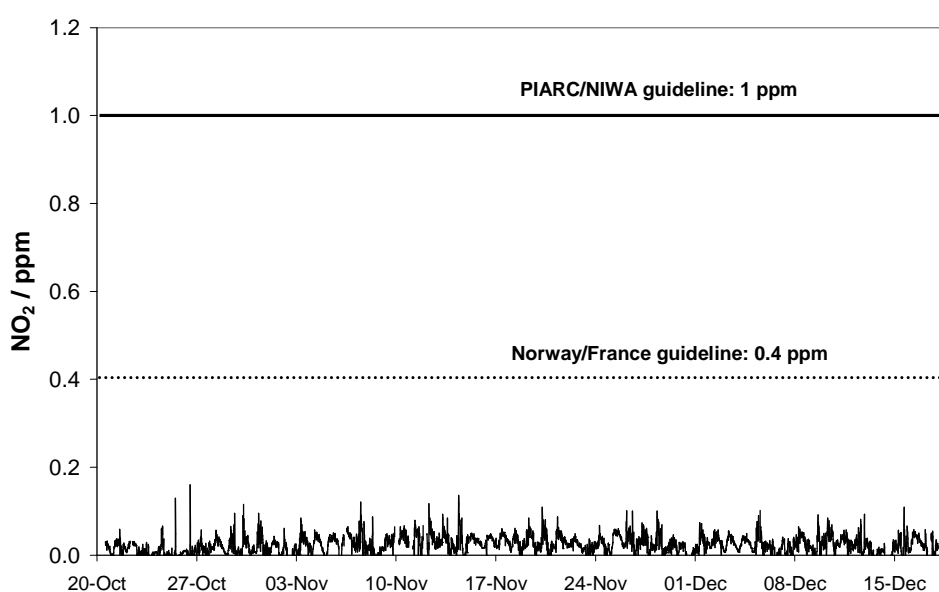 1.2
PIARC/NIWA guideline: 1 ppm
1.0
0.8
0.6
NO₂ / ppm
Norway/France guideline: 0.4 ppm
0.4
0.2
0.0
20-Oct 27-Oct 03-Nov 10-Nov 17-Nov 24-Nov 01-Dec 08-Dec 15-Dec